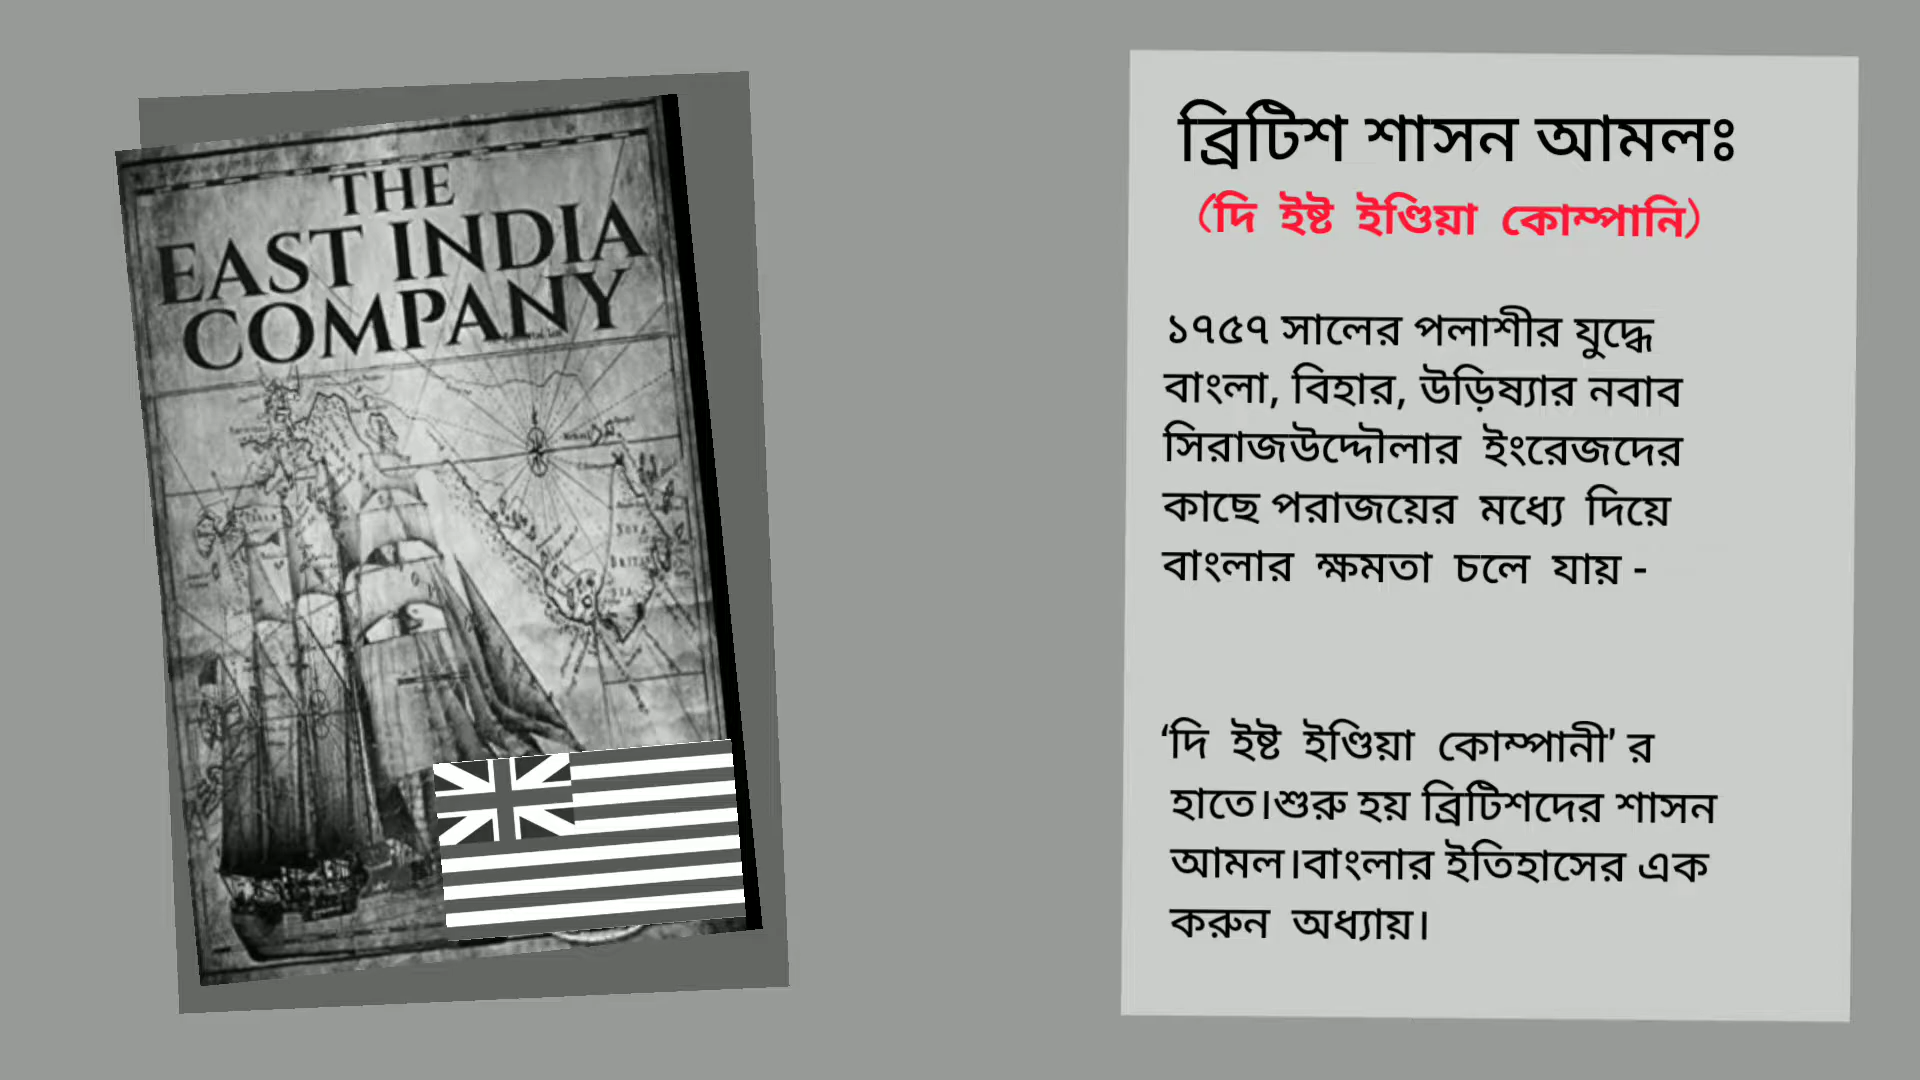 THE
EAST INDIA
COMPANY
ব্রিটিশ শাসন আমলঃ
(দি ইষ্ট ইণ্ডিয়া কোম্পানি)
১৭৫৭ সালের পলাশীর যুদ্ধে
বাংলা, বিহার, উড়িষ্যার নবাব
সিরাজউদ্দৌলার ইংরেজদের
কাছে পরাজয়ের মধ্যে দিয়ে
বাংলার ক্ষমতা চলে যায় -
‘দি ইষ্ট ইণ্ডিয়া কোম্পানী’ র
হাতে।শুরু হয় ব্রিটিশদের শাসন
আমল।বাংলার ইতিহাসের এক
করুন অধ্যায়।